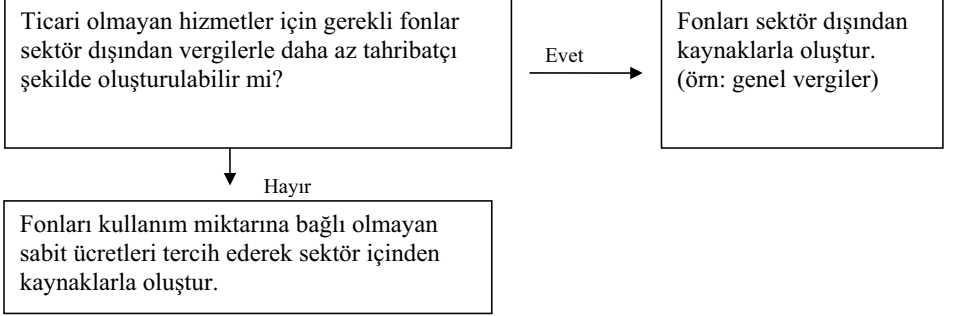 Ticari olmayan hizmetler için gerekli fonlar
sektör dışından vergilerle daha az tahribatçı
şekilde oluşturulabilir mi?
Evet
Fonları sektör dışından
kaynaklarla oluştur.
(örn: genel vergiler)
Hayır
Fonları kullanım miktarına bağlı olmayan
sabit ücretleri tercih ederek sektör içinden
kaynaklarla oluştur.